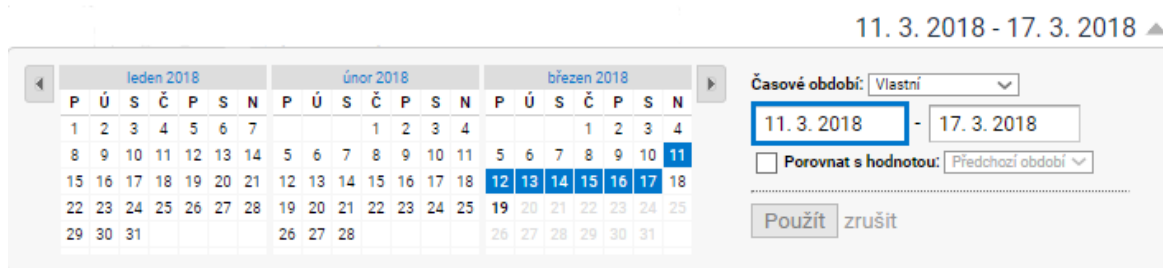 11. 3. 2018 - 17. 3. 2018
leden 2018 únor 2018 březen 2018
P Ú S Č P S N P Ú S Č P S N P Ú S Č P S N
1 2 3 4 5 6 7 1 2 3 4 1 2 3 4
8 9 10 11 12 13 14 5 6 7 8 9 10 11 5 6 7 8 9 10 11
15 16 17 18 19 20 21 12 13 14 15 16 17 18 12 13 14 15 16 17 18
22 23 24 25 26 27 28 19 20 21 22 23 24 25 19 20 21 22 23 24 25
29 30 31 26 27 28 26 27 28 29 30 31
Časové období: Vlastní
11. 3. 2018 - 17. 3. 2018
Porovnat s hodnotou: Předchozí období
Použít zrušit